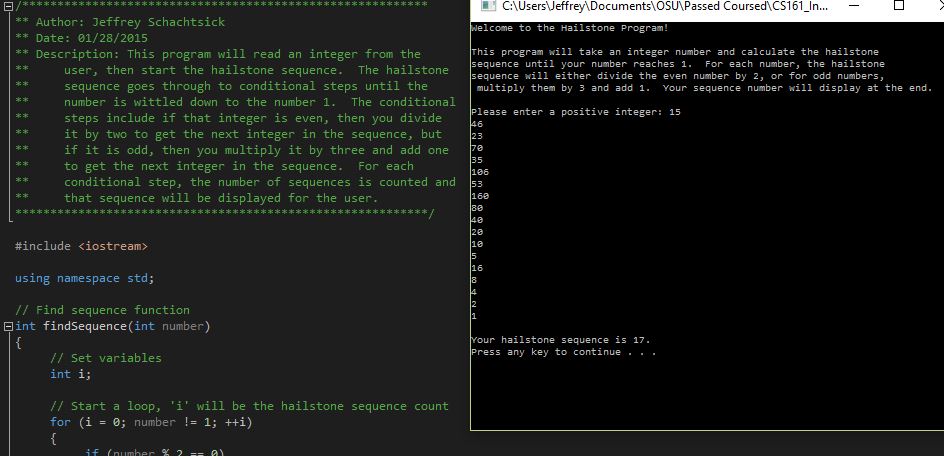 /**********************************************************
** Author: Jeffrey Schachtsick
** Date: 01/28/2015
** Description: This program will read an integer from the
** user, then start the hailstone sequence. The hailstone
** sequence goes through to conditional steps until the
** number is wittled down to the number 1. The conditional
** steps include if that integer is even, then you divide
** it by two to get the next integer in the sequence, but
** if it is odd, then you multiply it by three and add one
** to get the next integer in the sequence. For each
** conditional step, the number of sequences is counted and
** that sequence will be displayed for the user.
***********************************************************/
#include <iostream>
using namespace std;
// Find sequence function
int findSequence(int number)
{
// Set variables
int i;
// Start a loop, 'i' will be the hailstone sequence count
for (i = 0; number != 1; ++i)
{
if (number % 2 == 0)
C:\Users\Jeffrey\Documents\OSU\Passed Coursed\CS161_In...
Welcome to the Hailstone Program!
This program will take an integer number and calculate the hailstone
sequence until your number reaches 1. For each number, the hailstone
sequence will either divide the even number by 2, or for odd numbers,
multiply them by 3 and add 1. Your sequence number will display at the end.
Please enter a positive integer: 15
46
23
70
35
106
53
160
80
40
20
10
5
16
8
4
2
1
Your hailstone sequence is 17.
Press any key to continue . . .